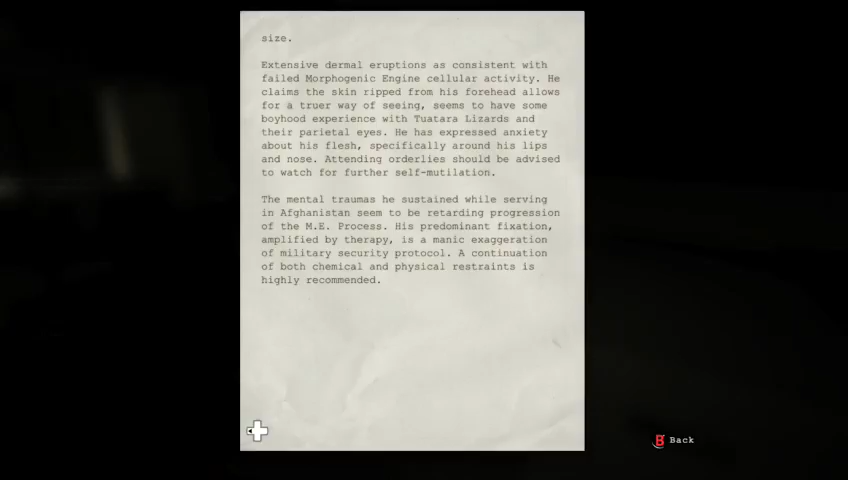 size.
Extensive dermal eruptions as consistent with
failed Morphogenic Engine cellular activity. He
claims the skin ripped from his forehead allows
for a truer way of seeing, seems to have some
boyhood experience with Tuatara Lizards and
their parietal eyes. He has expressed anxiety
about his flesh, specifically around his lips
and nose. Attending orderlies should be advised
to watch for further self-mutilation.
The mental traumas he sustained while serving
in Afghanistan seem to be retarding progression
of the M.E. Process. His predominant fixation,
amplified by therapy, is a manic exaggeration
of military security protocol. A continuation
of both chemical and physical restraints is
highly recommended.
B Back